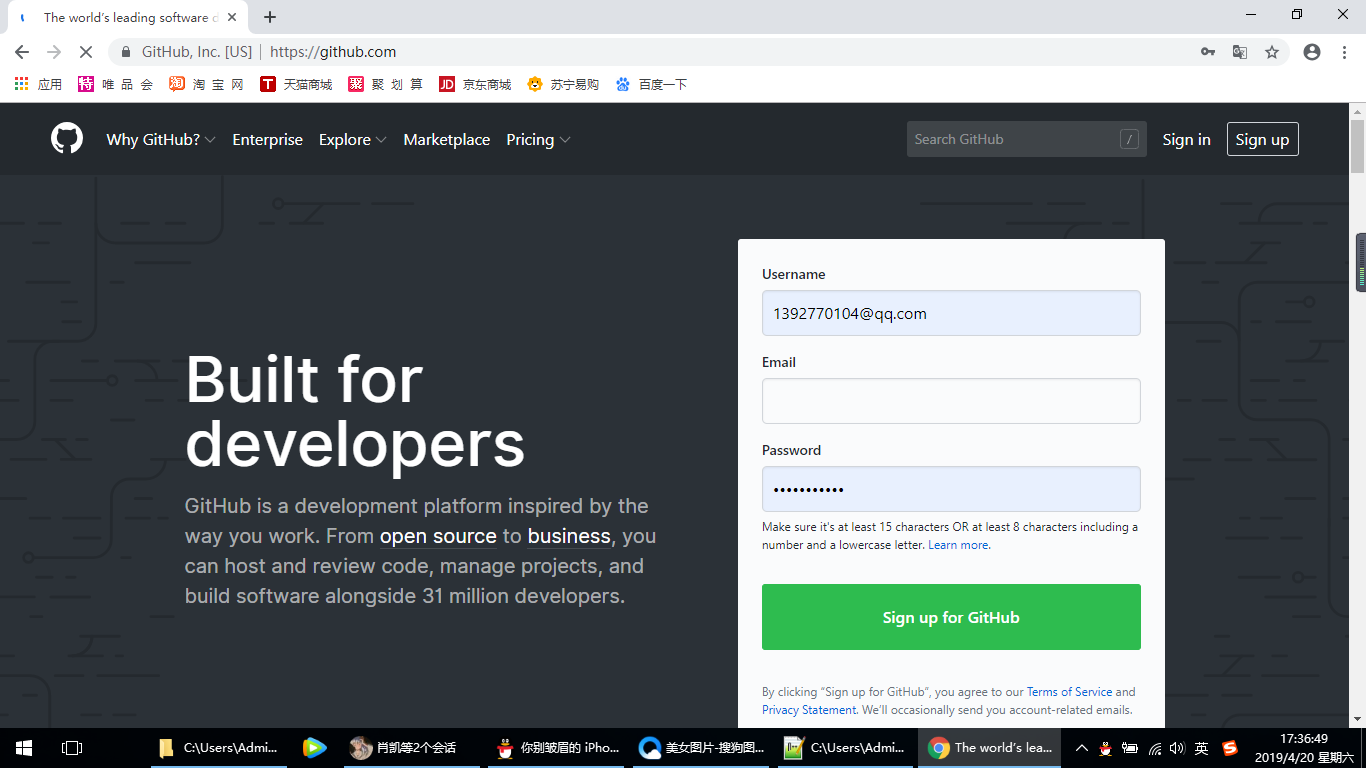 The world's leading software d
GitHub, Inc. [US] | https://github.com
应用 特 唯 品 会 淘 淘 宝 网 T 天猫商城 聚 聚 划 算 JD 京东商城 苏宁易购 百度一下
Why GitHub? Enterprise Explore Marketplace Pricing Search GitHub / Sign in Sign up
Built for
developers
GitHub is a development platform inspired by the
way you work. From open source to business, you
can host and review code, manage projects, and
build software alongside 31 million developers.
Username
1392770104@qq.com
Email
Password
•••••••••••
Make sure it's at least 15 characters OR at least 8 characters including a
number and a lowercase letter. Learn more.
Sign up for GitHub
By clicking “Sign up for GitHub”, you agree to our Terms of Service and
Privacy Statement. We’ll occasionally send you account-related emails.
C:\Users\Admi... 肖凯等2个会话 你别皱眉的 iPho... 美女图片-搜狗图... C:\Users\Admi... The world's lea... 英 S
17:36:49
2019/4/20 星期六